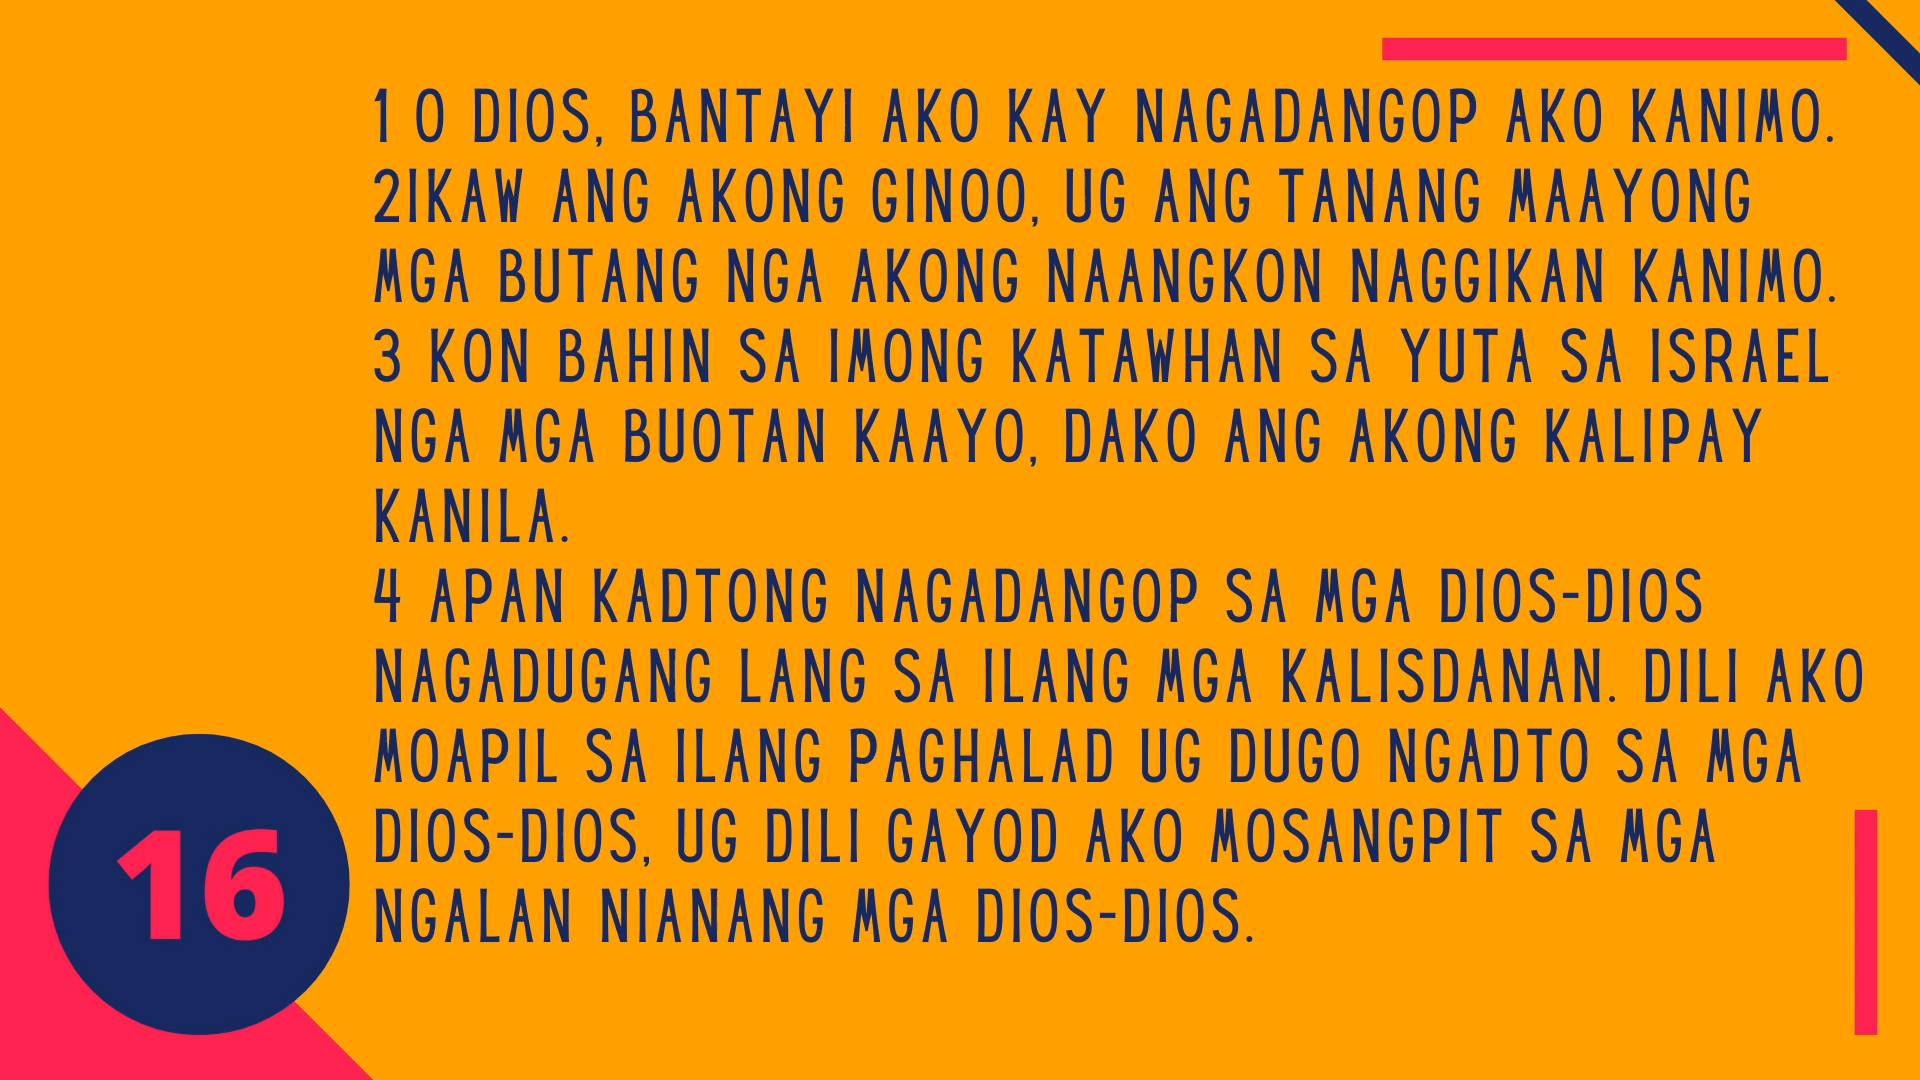 1 O DIOS, BANTAYI AKO KAY NAGADANGOP AKO KANIMO.
2IKAW ANG AKONG GINOO, UG ANG TANANG MAAYONG
MGA BUTANG NGA AKONG NAANGKON NAGGIKAN KANIMO.
3 KON BAHIN SA IMONG KATAWHAN SA YUTA SA ISRAEL
NGA MGA BUOTAN KAAYO, DAKO ANG AKONG KALIPAY
KANILA.
4 APAN KADTONG NAGADANGOP SA MGA DIOS-DIOS
NAGADUGANG LANG SA ILANG MGA KALISDANAN. DILI AKO
MOAPIL SA ILANG PAGHALAD UG DUGO NGADTO SA MGA
DIOS-DIOS, UG DILI GAYOD AKO MOSANGPIT SA MGA
NGALAN NIANANG MGA DIOS-DIOS.
16